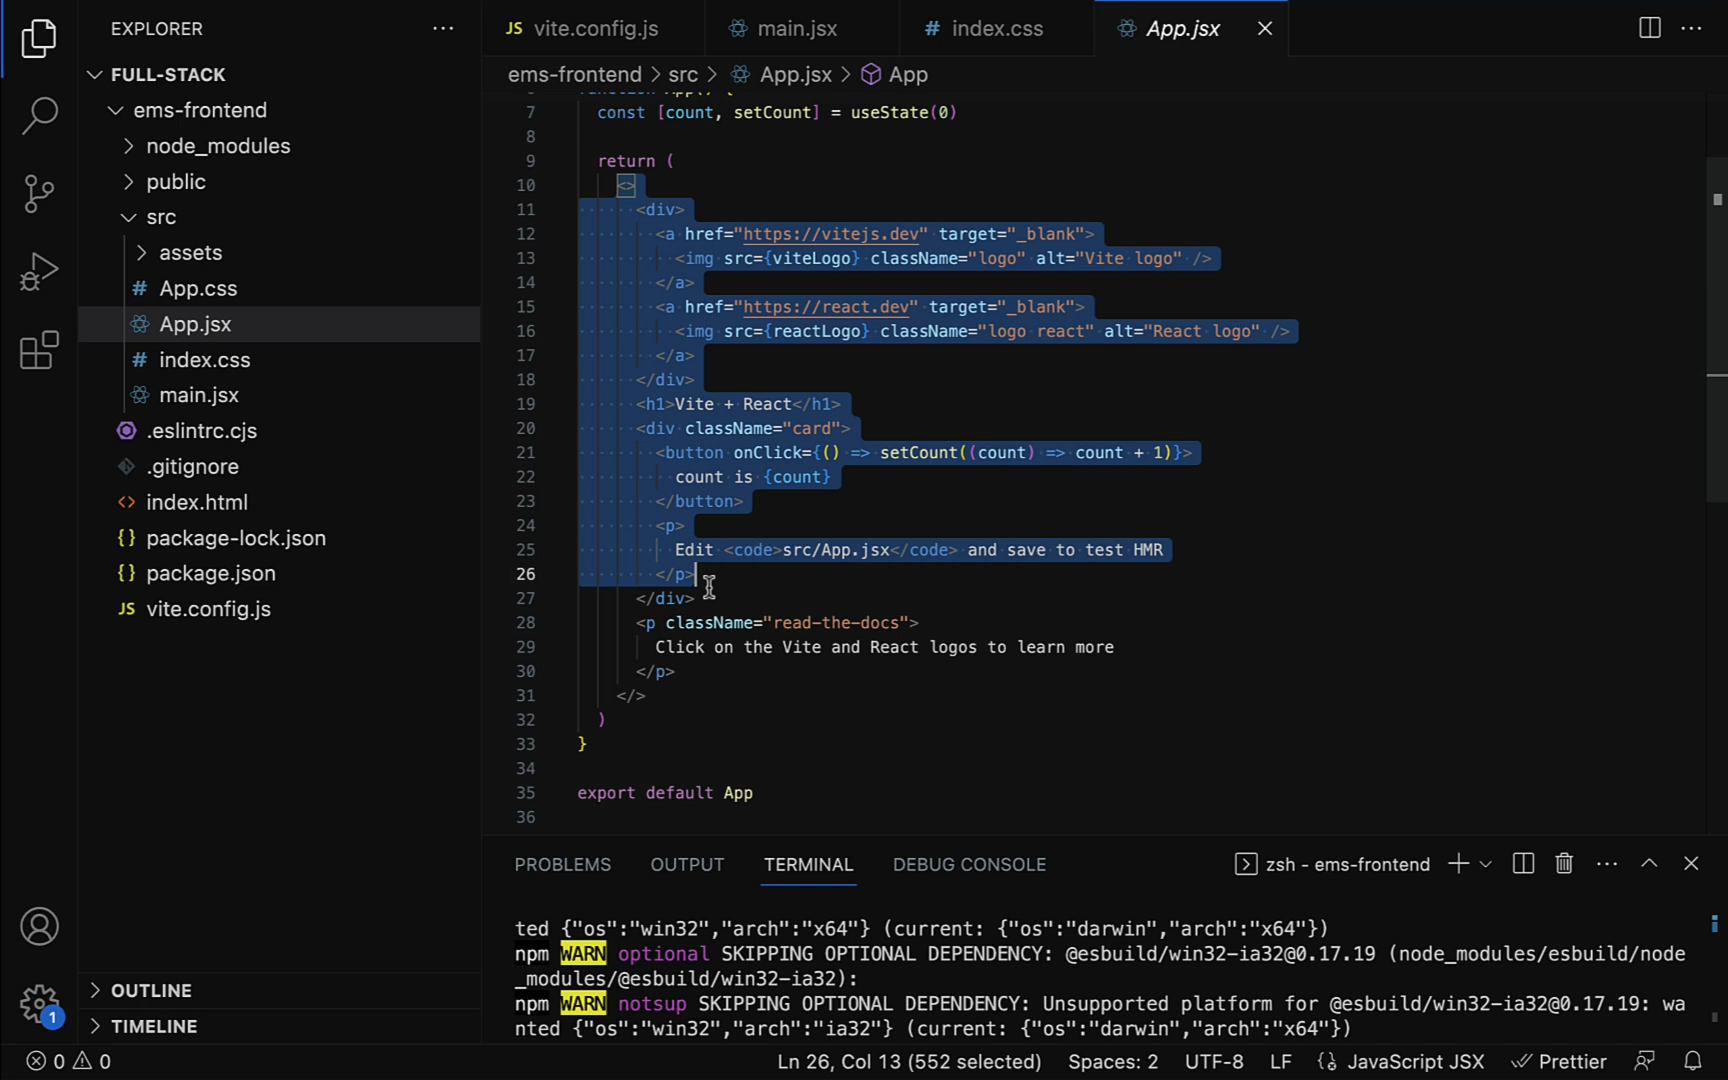 EXPLORER
FULL-STACK
ems-frontend
node_modules
public
src
assets
App.css
App.jsx
index.css
main.jsx
.eslintrc.cjs
.gitignore
index.html
package-lock.json
package.json
vite.config.js
OUTLINE
TIMELINE
vite.config.js
main.jsx
index.css
App.jsx
ems-frontend > src > App.jsx > App
7 const [count, setCount] = useState(0)
8
9 return (
10 <>
11 <div>
12 <a href="https://vitejs.dev" target="_blank">
13 <img src={viteLogo} className="logo" alt="Vite logo" />
14 </a>
15 <a href="https://react.dev" target="_blank">
16 <img src={reactLogo} className="logo react" alt="React logo" />
17 </a>
18 </div>
19 <h1>Vite + React</h1>
20 <div className="card">
21 <button onClick={() => setCount((count) => count + 1)}>
22 count is {count}
23 </button>
24 <p>
25 Edit <code>src/App.jsx</code> and save to test HMR
26 </p>
27 </div>
28 <p className="read-the-docs">
29 Click on the Vite and React logos to learn more
30 </p>
31 </>
32 )
33 }
34
35 export default App
36
PROBLEMS OUTPUT TERMINAL DEBUG CONSOLE zsh - ems-frontend
ted {"os":"win32","arch":"x64"} (current: {"os":"darwin","arch":"x64"})
npm WARN optional SKIPPING OPTIONAL DEPENDENCY: @esbuild/win32-ia32@0.17.19 (node_modules/esbuild/node
_modules/@esbuild/win32-ia32):
npm WARN notsup SKIPPING OPTIONAL DEPENDENCY: Unsupported platform for @esbuild/win32-ia32@0.17.19: wa
nted {"os":"win32","arch":"ia32"} (current: {"os":"darwin","arch":"x64"})
1
0 0 Ln 26, Col 13 (552 selected) Spaces: 2 UTF-8 LF {} JavaScript JSX Prettier